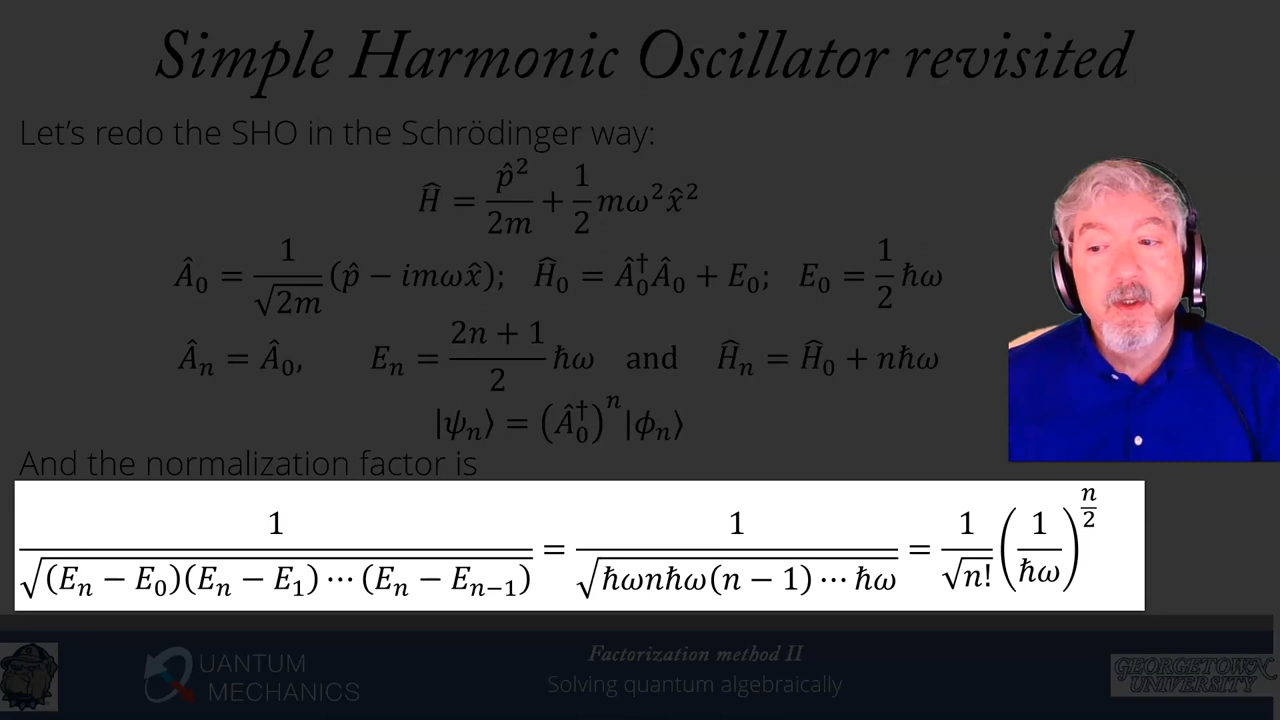 Simple Harmonic Oscillator revisited
Let's redo the SHO in the Schrödinger way:
Ĥ = p̂²/2m + 1/2 mω²x̂²
Â₀ = 1/√(2m) (p̂ − imωx̂); Ĥ₀ = Â₀†Â₀ + E₀; E₀ = 1/2 ħω
Âₙ = Â₀, Eₙ = (2n + 1)/2 ħω and Ĥₙ = Ĥ₀ + nħω
|ψₙ⟩ = (Â₀†)ⁿ|ϕₙ⟩
And the normalization factor is
1/√((Eₙ − E₀)(Eₙ − E₁) ⋯ (Eₙ − Eₙ₋₁)) = 1/√(ħωnħω(n − 1) ⋯ ħω) = 1/√n! (1/ħω)^(n/2)
Factorization method II
UANTUM
MECHANICS
Solving quantum algebraically
GEORGETOWN
UNIVERSITY